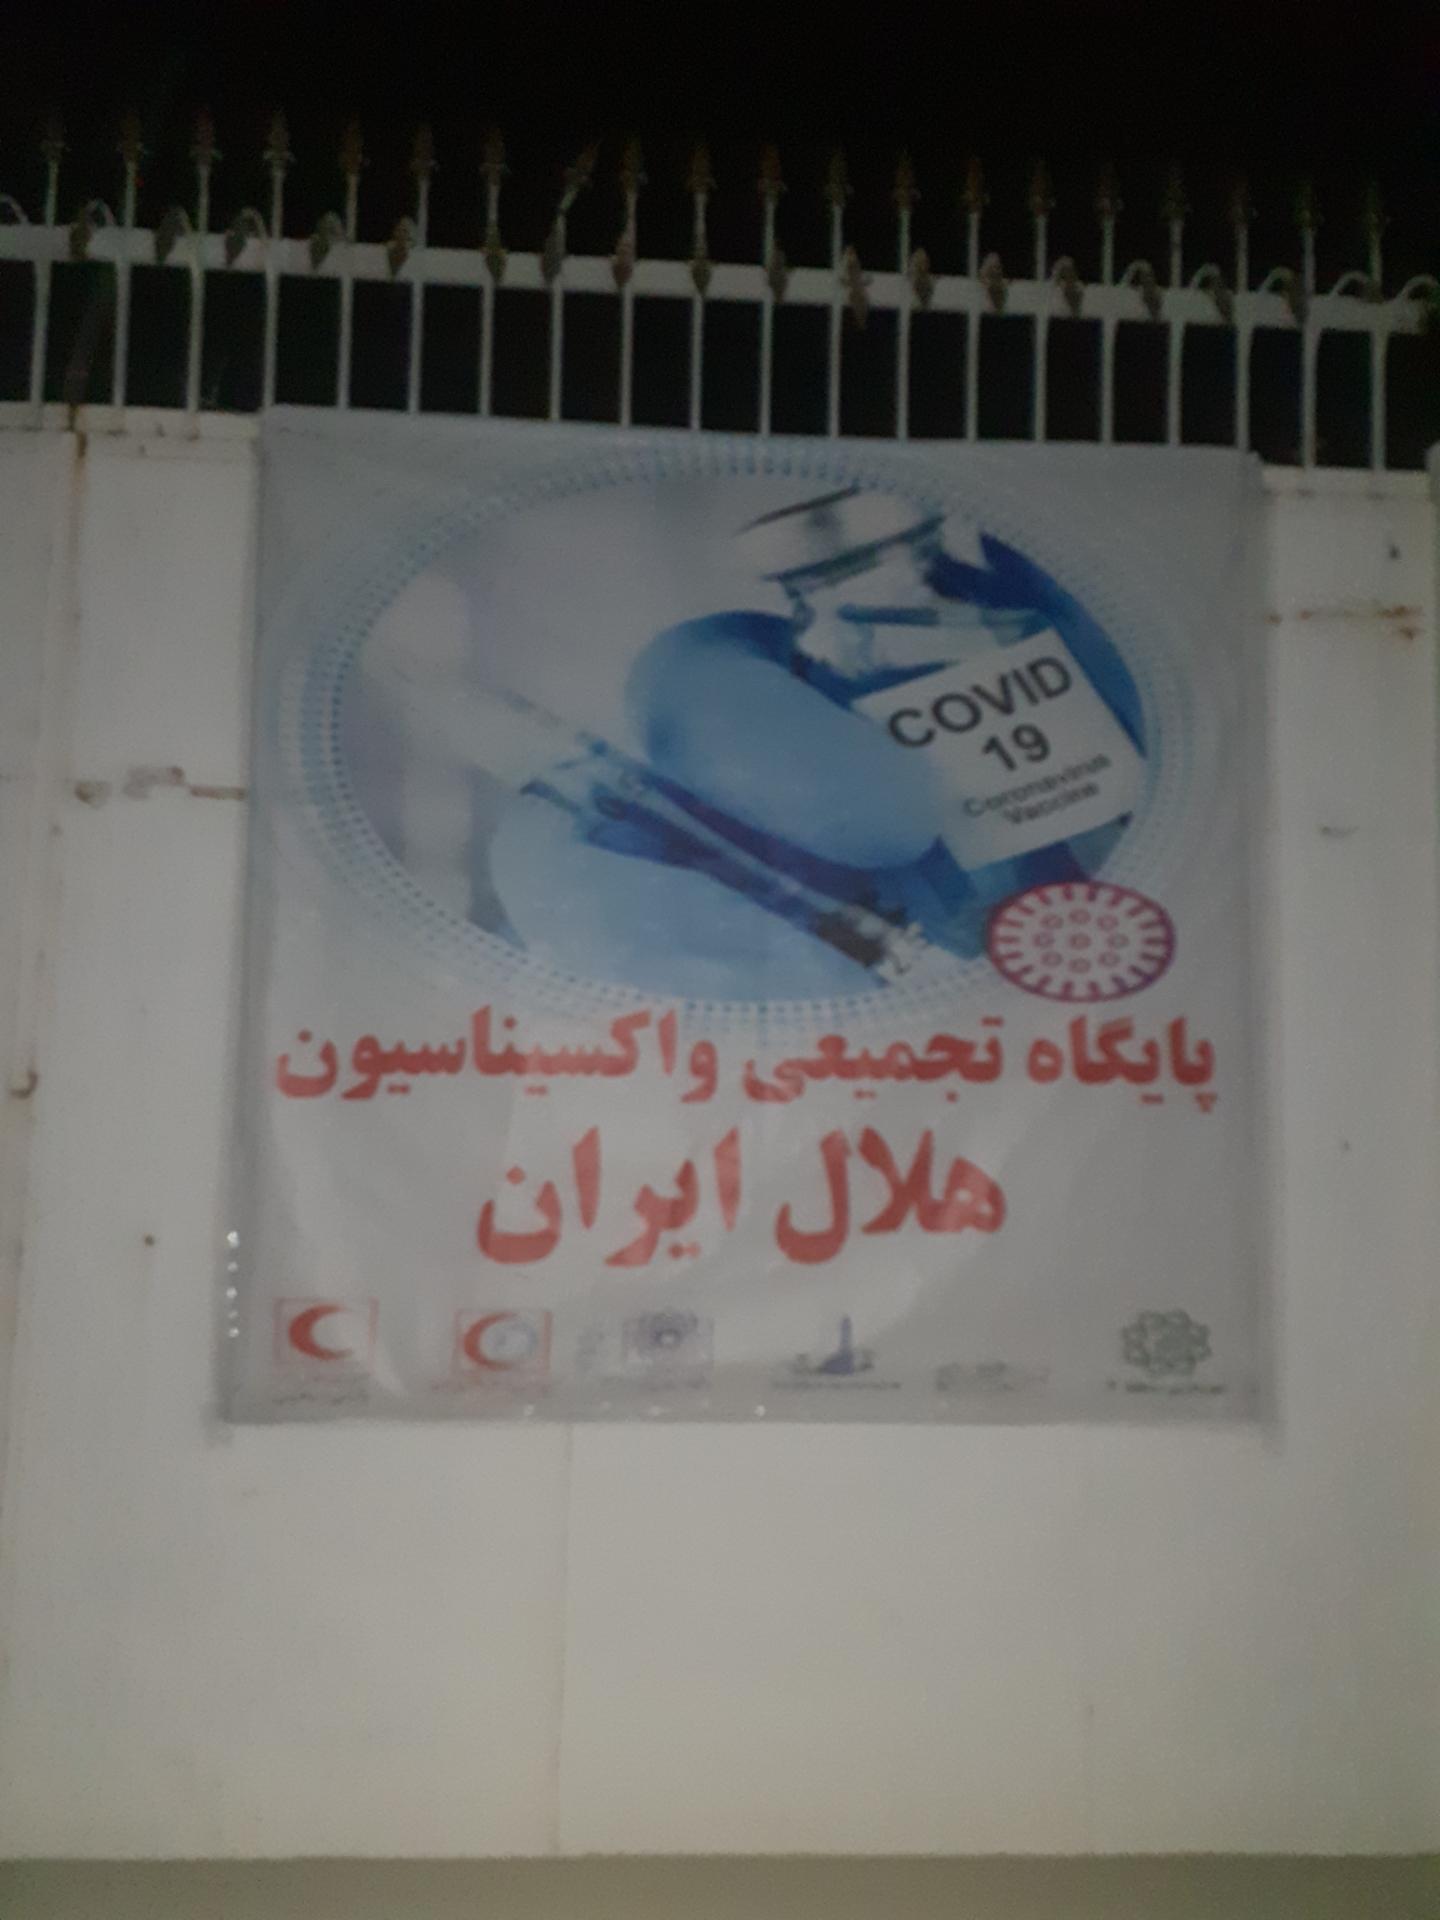 COVID
19
Coronavirus
Vaccine
پایگاه تجمیعی واکسیناسیون
هلال ایران